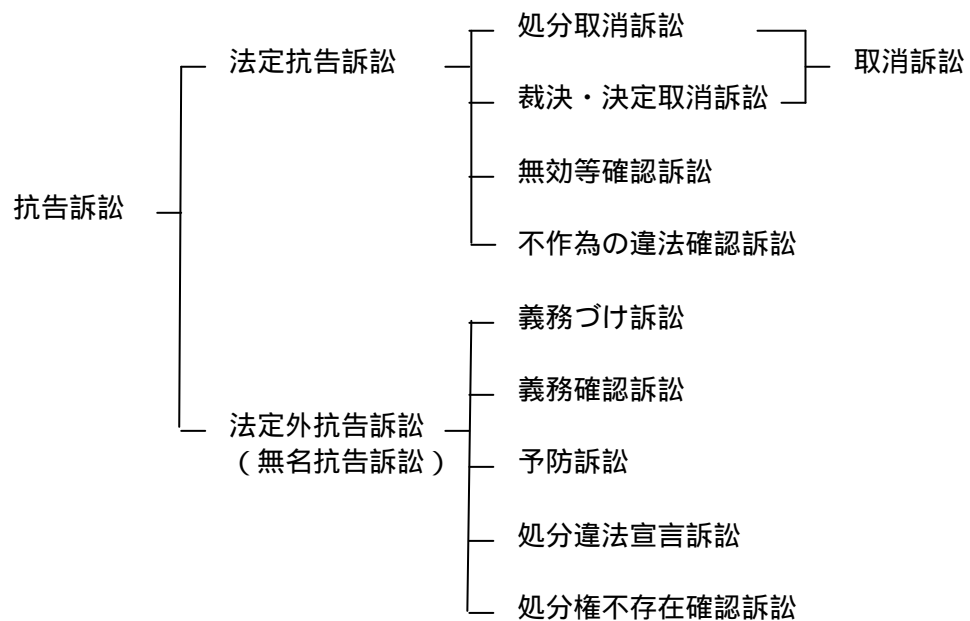 処分取消訴訟
法定抗告訴訟
取消訴訟
裁決・決定取消訴訟
無効等確認訴訟
抗告訴訟
不作為の違法確認訴訟
義務づけ訴訟
義務確認訴訟
法定外抗告訴訟
(無名抗告訴訟)
予防訴訟
処分違法宣言訴訟
処分権不存在確認訴訟